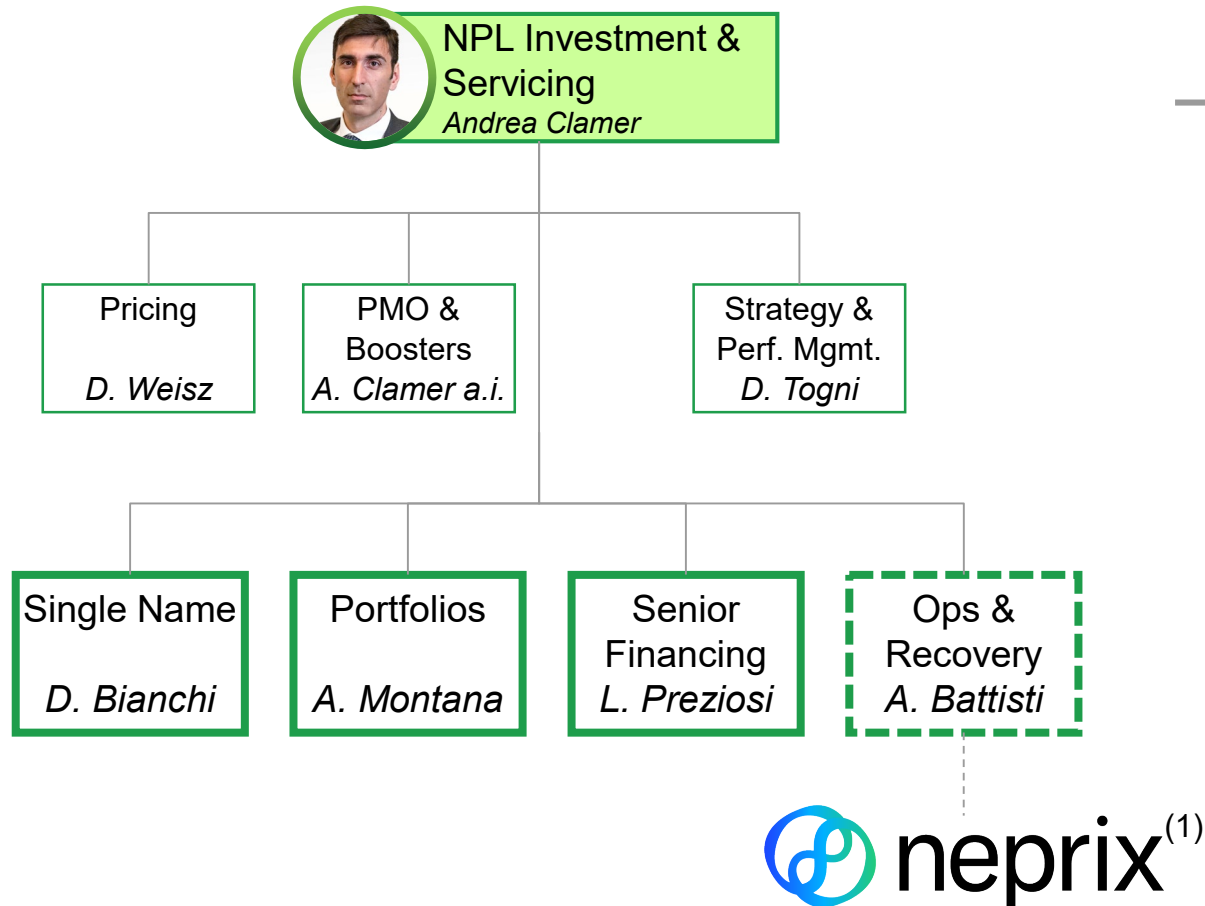 NPL Investment &
Servicing
Andrea Clamer
Pricing
D. Weisz
PMO &
Boosters
A. Clamer a.i.
Strategy &
Perf. Mgmt.
D. Togni
Single Name
D. Bianchi
Portfolios
A. Montana
Senior
Financing
L. Preziosi
Ops &
Recovery
A. Battisti
neprix(1)